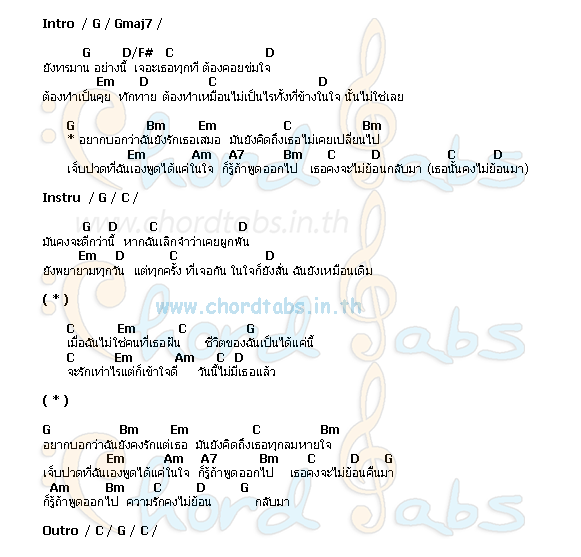 Intro / G / Gmaj7 /
G D/F# C D
ยังทรมาน อย่างนี้ เจอะเธอทุกที ต้องคอยข่มใจ
Em D C D
ต้องทำเป็นคุย ทักทาย ต้องทำเหมือนไม่เป็นไรทั้งที่ข้างในใจ นั้นไม่ใช่เลย
G Bm Em C Bm
* อยากบอกว่าฉันยังรักเธอเสมอ มันยังคิดถึงเธอไม่เคยเปลี่ยนไป
Em Am A7 Bm C D C D
เจ็บปวดที่ฉันเองพูดได้แค่ในใจ ก็รู้ถ้าพูดออกไป เธอคงจะไม่ย้อนกลับมา (เธอนั้นคงไม่ย้อนมา)
Instru / G / C /
www.chordtabs.in.th
G D C D
มันคงจะดีกว่านี้ หากฉันเลิกจำว่าเคยผูกพัน
Em D C D
ยังพยายามทุกวัน แต่ทุกครั้ง ที่เจอกัน ในใจก็ยังสั่น ฉันยังเหมือนเดิม
( * )
www.chordtabs.in.th
C Em C G
เมื่อฉันไม่ใช่คนที่เธอฝัน ชีวิตของฉันเป็นได้แค่นี้
C Em Am C D
จะรักเท่าไรแต่ก็เข้าใจดี วันนี้ไม่มีเธอแล้ว
( * )
G Bm Em C Bm
อยากบอกว่าฉันยังคงรักแต่เธอ มันยังคิดถึงเธอทุกลมหายใจ
Em Am A7 Bm C D G
เจ็บปวดที่ฉันเองพูดได้แค่ในใจ ก็รู้ถ้าพูดออกไป เธอคงจะไม่ย้อนคืนมา
Am Bm C D G
ก็รู้ถ้าพูดออกไป ความรักคงไม่ย้อน กลับมา
Outro / C / G / C /